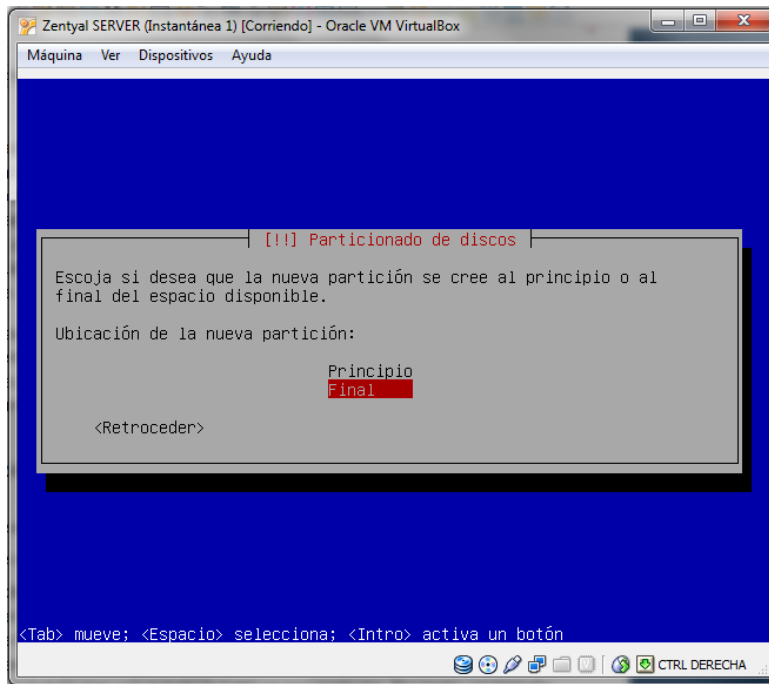 Zentyal SERVER (Instantánea 1) [Corriendo] - Oracle VM VirtualBox
Máquina Ver Dispositivos Ayuda
[!!] Particionado de discos
Escoja si desea que la nueva partición se cree al principio o al
final del espacio disponible.
Ubicación de la nueva partición:
Principio
Final
<Retroceder>
<Tab> mueve; <Espacio> selecciona; <Intro> activa un botón
CTRL DERECHA